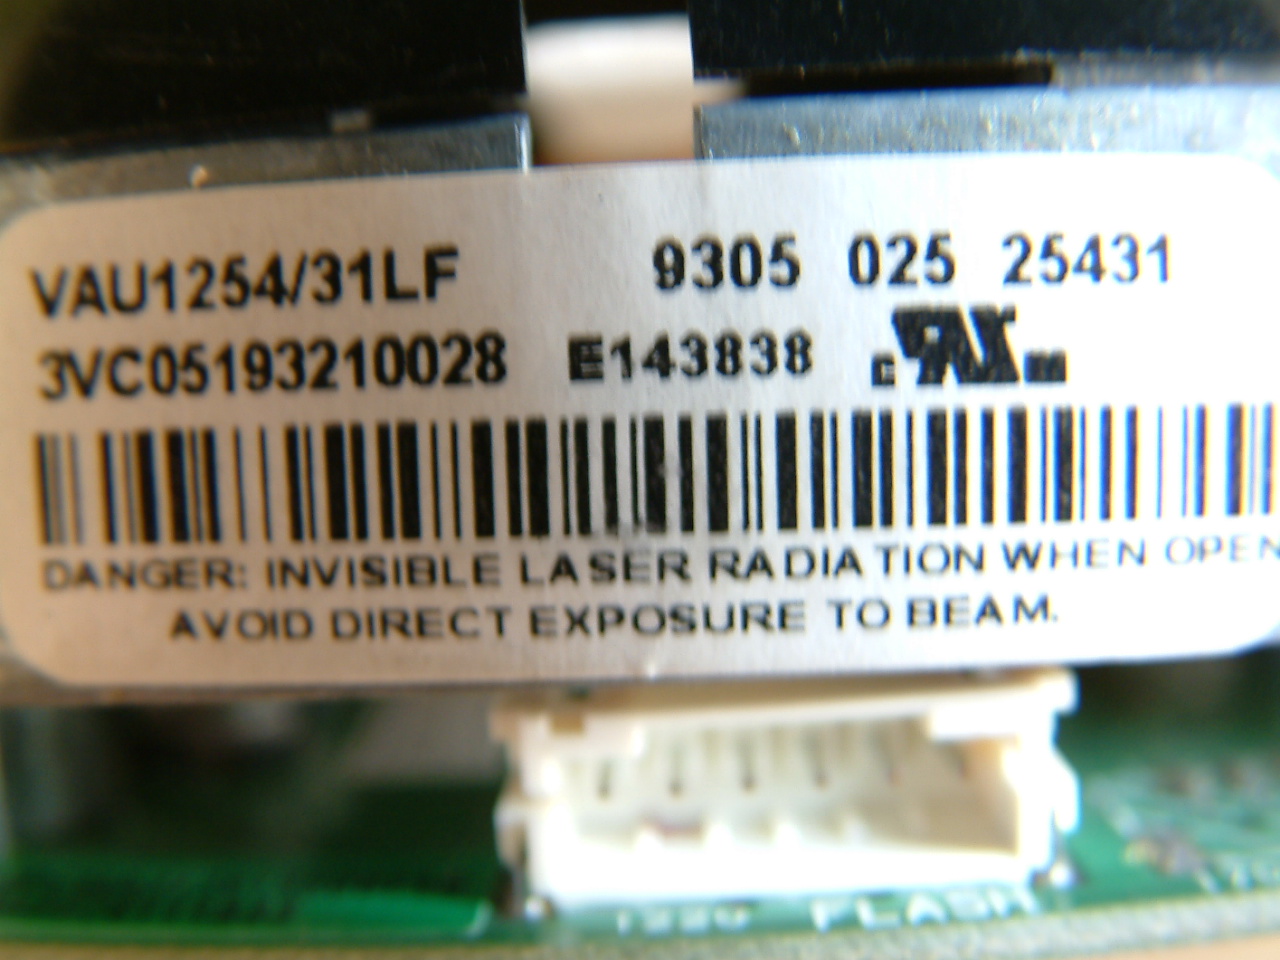 VAU1254/31LF 9305 025 25431
3VC05193210028 E143838
DANGER: INVISIBLE LASER RADIATION WHEN OPEN
AVOID DIRECT EXPOSURE TO BEAM.
1220 FLASH